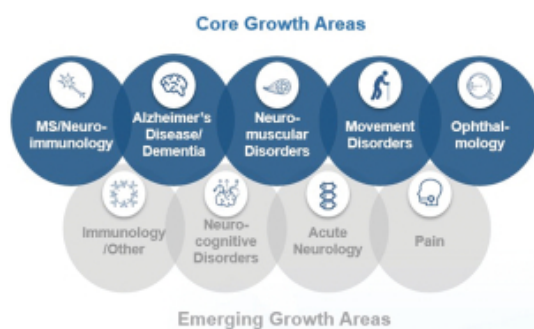 Core Growth Areas
MS/Neuro-
immunology
Alzheimer's
Disease/
Dementia
Neuro-
muscular
Disorders
Movement
Disorders
Ophthal-
mology
Immunology
/Other
Neuro-
cognitive
Disorders
Acute
Neurology
Pain
Emerging Growth Areas